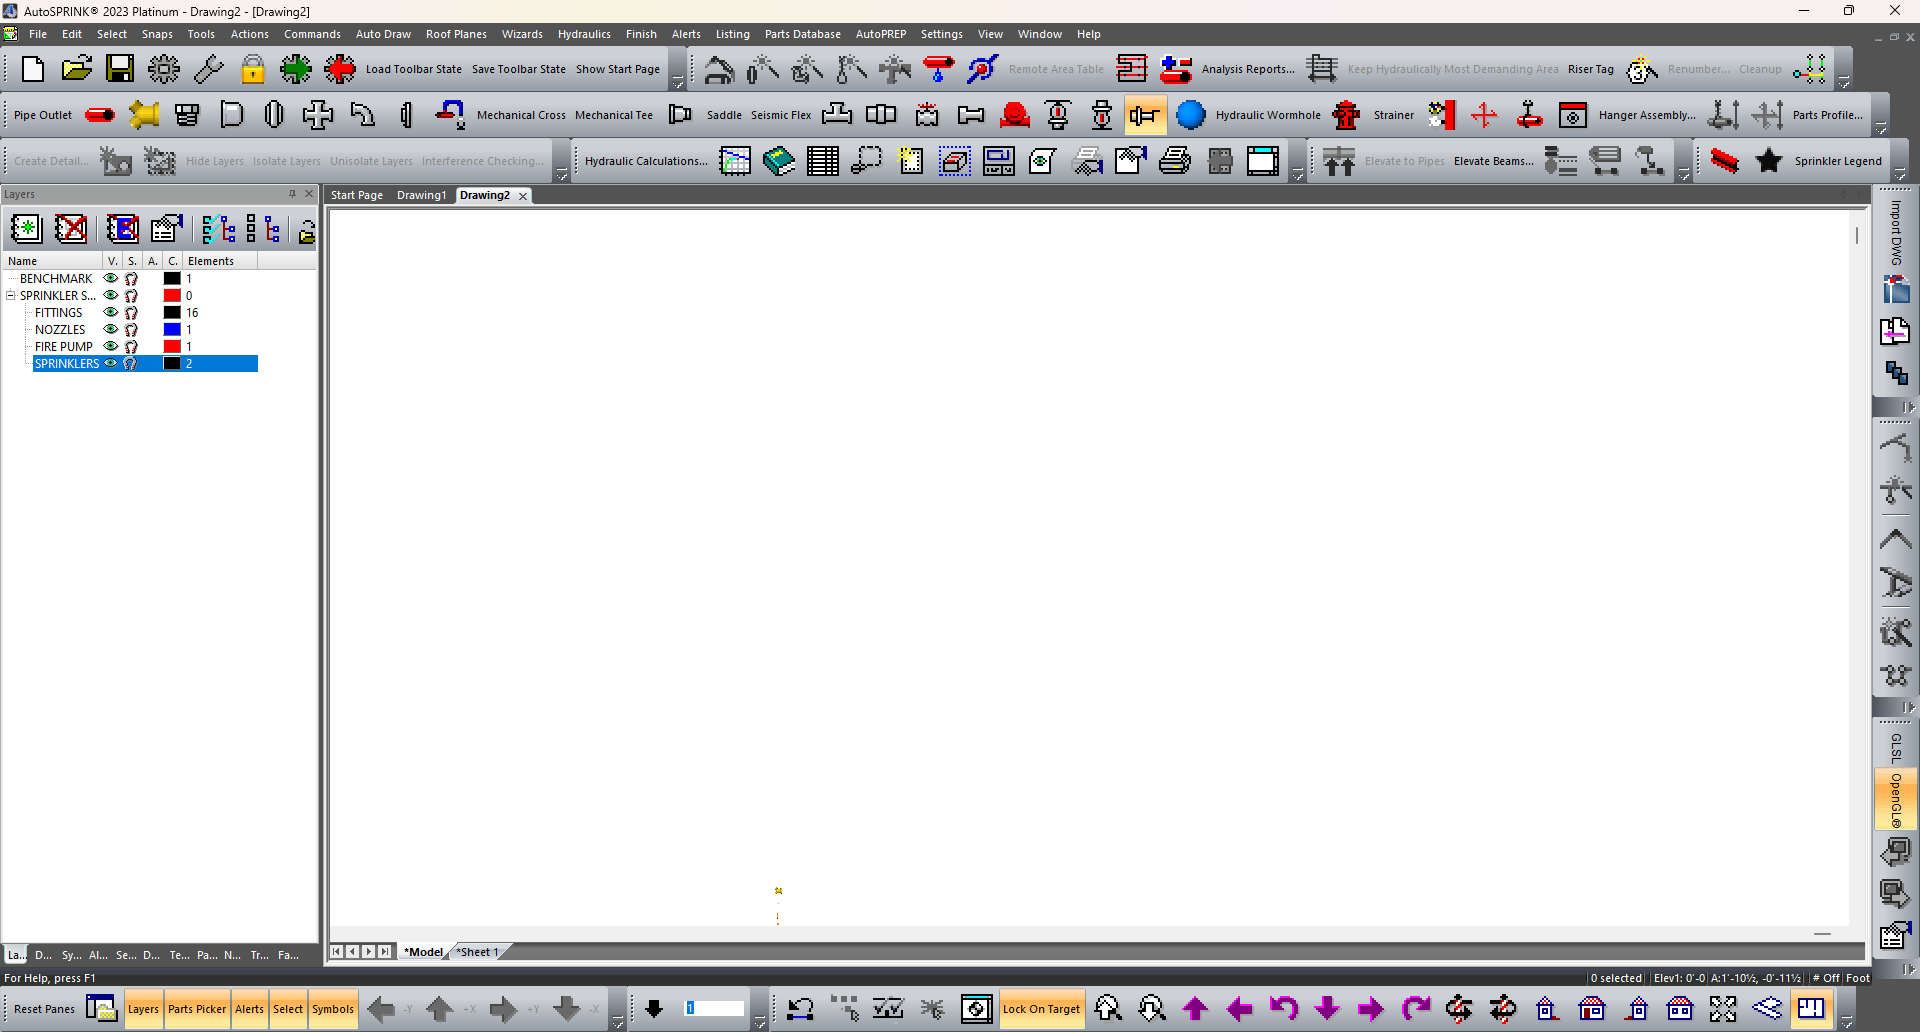 AutoSPRINK® 2023 Platinum - Drawing2 - [Drawing2]
File Edit Select Snaps Tools Actions Commands Auto Draw Roof Planes Wizards Hydraulics Finish Alerts Listing Parts Database AutoPREP Settings View Window Help
Load Toolbar State Save Toolbar State Show Start Page Remote Area Table Analysis Reports... Keep Hydraulically Most Demanding Area Riser Tag Renumber... Cleanup
Pipe Outlet Mechanical Cross Mechanical Tee Saddle Seismic Flex Hydraulic Wormhole Strainer Hanger Assembly... Parts Profile...
Create Detail... Hide Layers Isolate Layers Unisolate Layers Interference Checking... Hydraulic Calculations... Elevate to Pipes Elevate Beams... Sprinkler Legend
Layers
Start Page Drawing1 Drawing2
Name V. S. A. C. Elements
BENCHMARK 1
SPRINKLER S... 0
FITTINGS 16
NOZZLES 1
FIRE PUMP 1
SPRINKLERS 2
Import DWG
GLSL
OpenGL®
*Model *Sheet 1
La... D... Sy... Al... Se... D... Te... Pa... N... Tr... Fa...
For Help, press F1
0 selected Elev1: 0'-0 A:1'-10½, -0'-11½ # Off Foot
Reset Panes Layers Parts Picker Alerts Select Symbols -Y +X +Y -X 1 Lock On Target